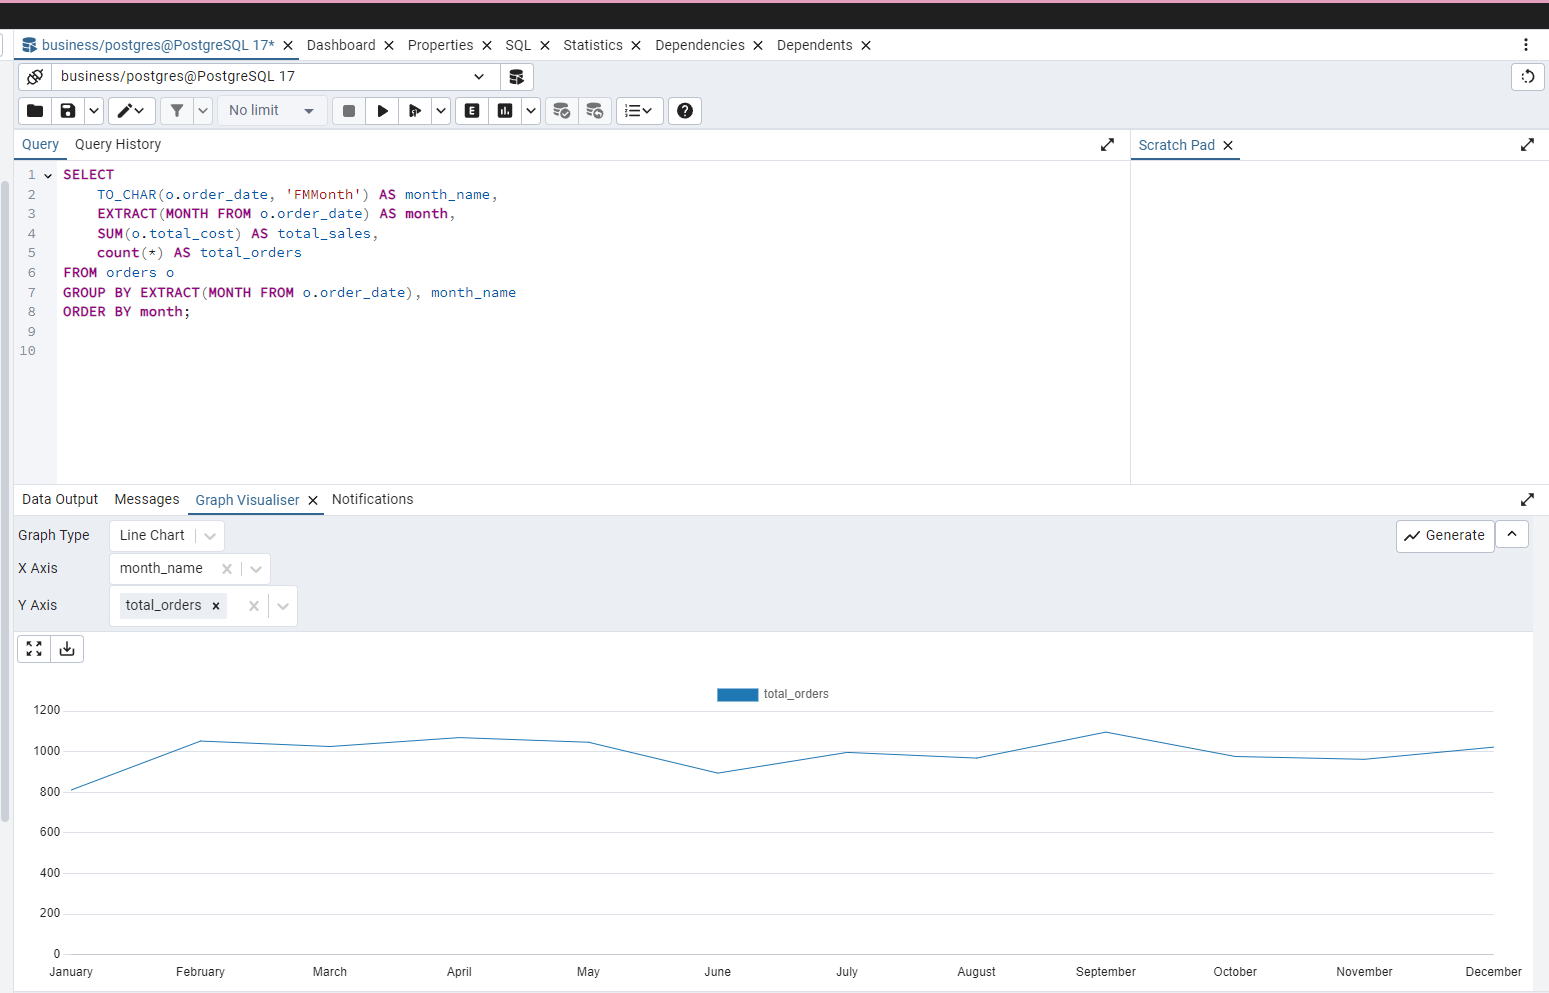 business/postgres@PostgreSQL 17* Dashboard Properties SQL Statistics Dependencies Dependents
business/postgres@PostgreSQL 17
No limit
Query Query History
Scratch Pad
1 SELECT
2 TO_CHAR(o.order_date, 'FMMonth') AS month_name,
3 EXTRACT(MONTH FROM o.order_date) AS month,
4 SUM(o.total_cost) AS total_sales,
5 count(*) AS total_orders
6 FROM orders o
7 GROUP BY EXTRACT(MONTH FROM o.order_date), month_name
8 ORDER BY month;
9
10
Data Output Messages Graph Visualiser Notifications
Graph Type Line Chart
Generate
X Axis month_name
Y Axis total_orders
total_orders
1200
1000
800
600
400
200
0
January February March April May June July August September October November December